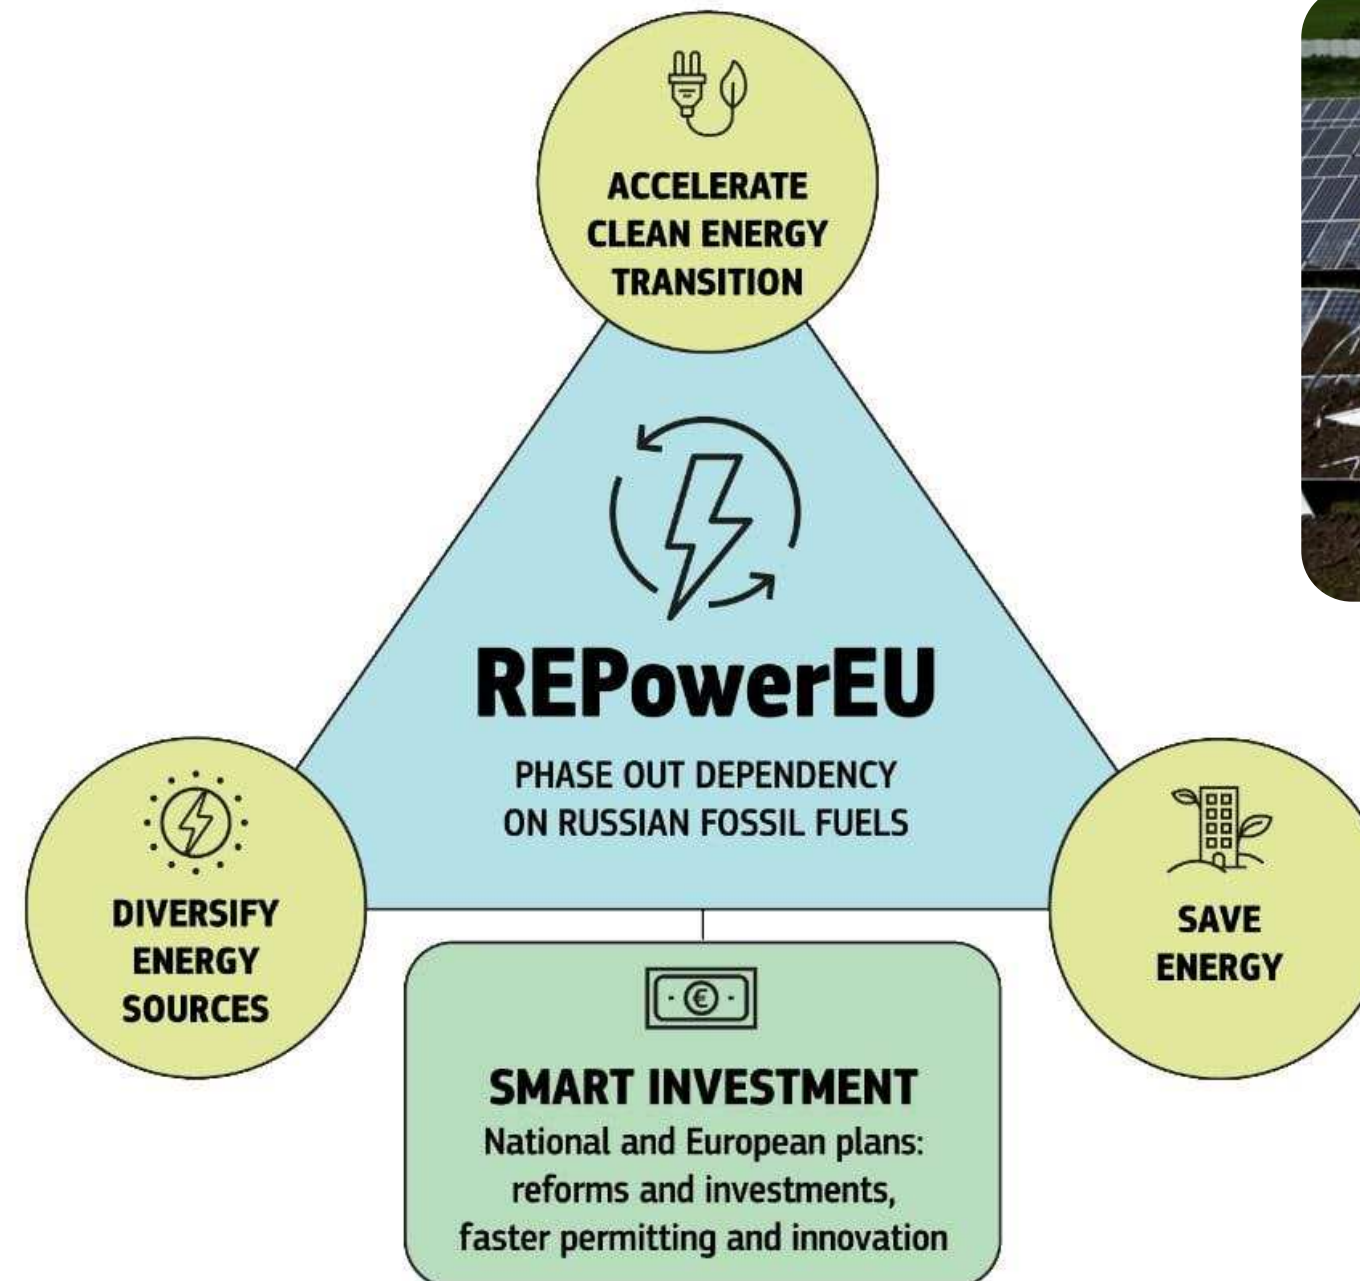 ACCELERATE
CLEAN ENERGY
TRANSITION
REPowerEU
PHASE OUT DEPENDENCY
ON RUSSIAN FOSSIL FUELS
DIVERSIFY
ENERGY
SOURCES
SAVE
ENERGY
€
SMART INVESTMENT
National and European plans:
reforms and investments,
faster permitting and innovation